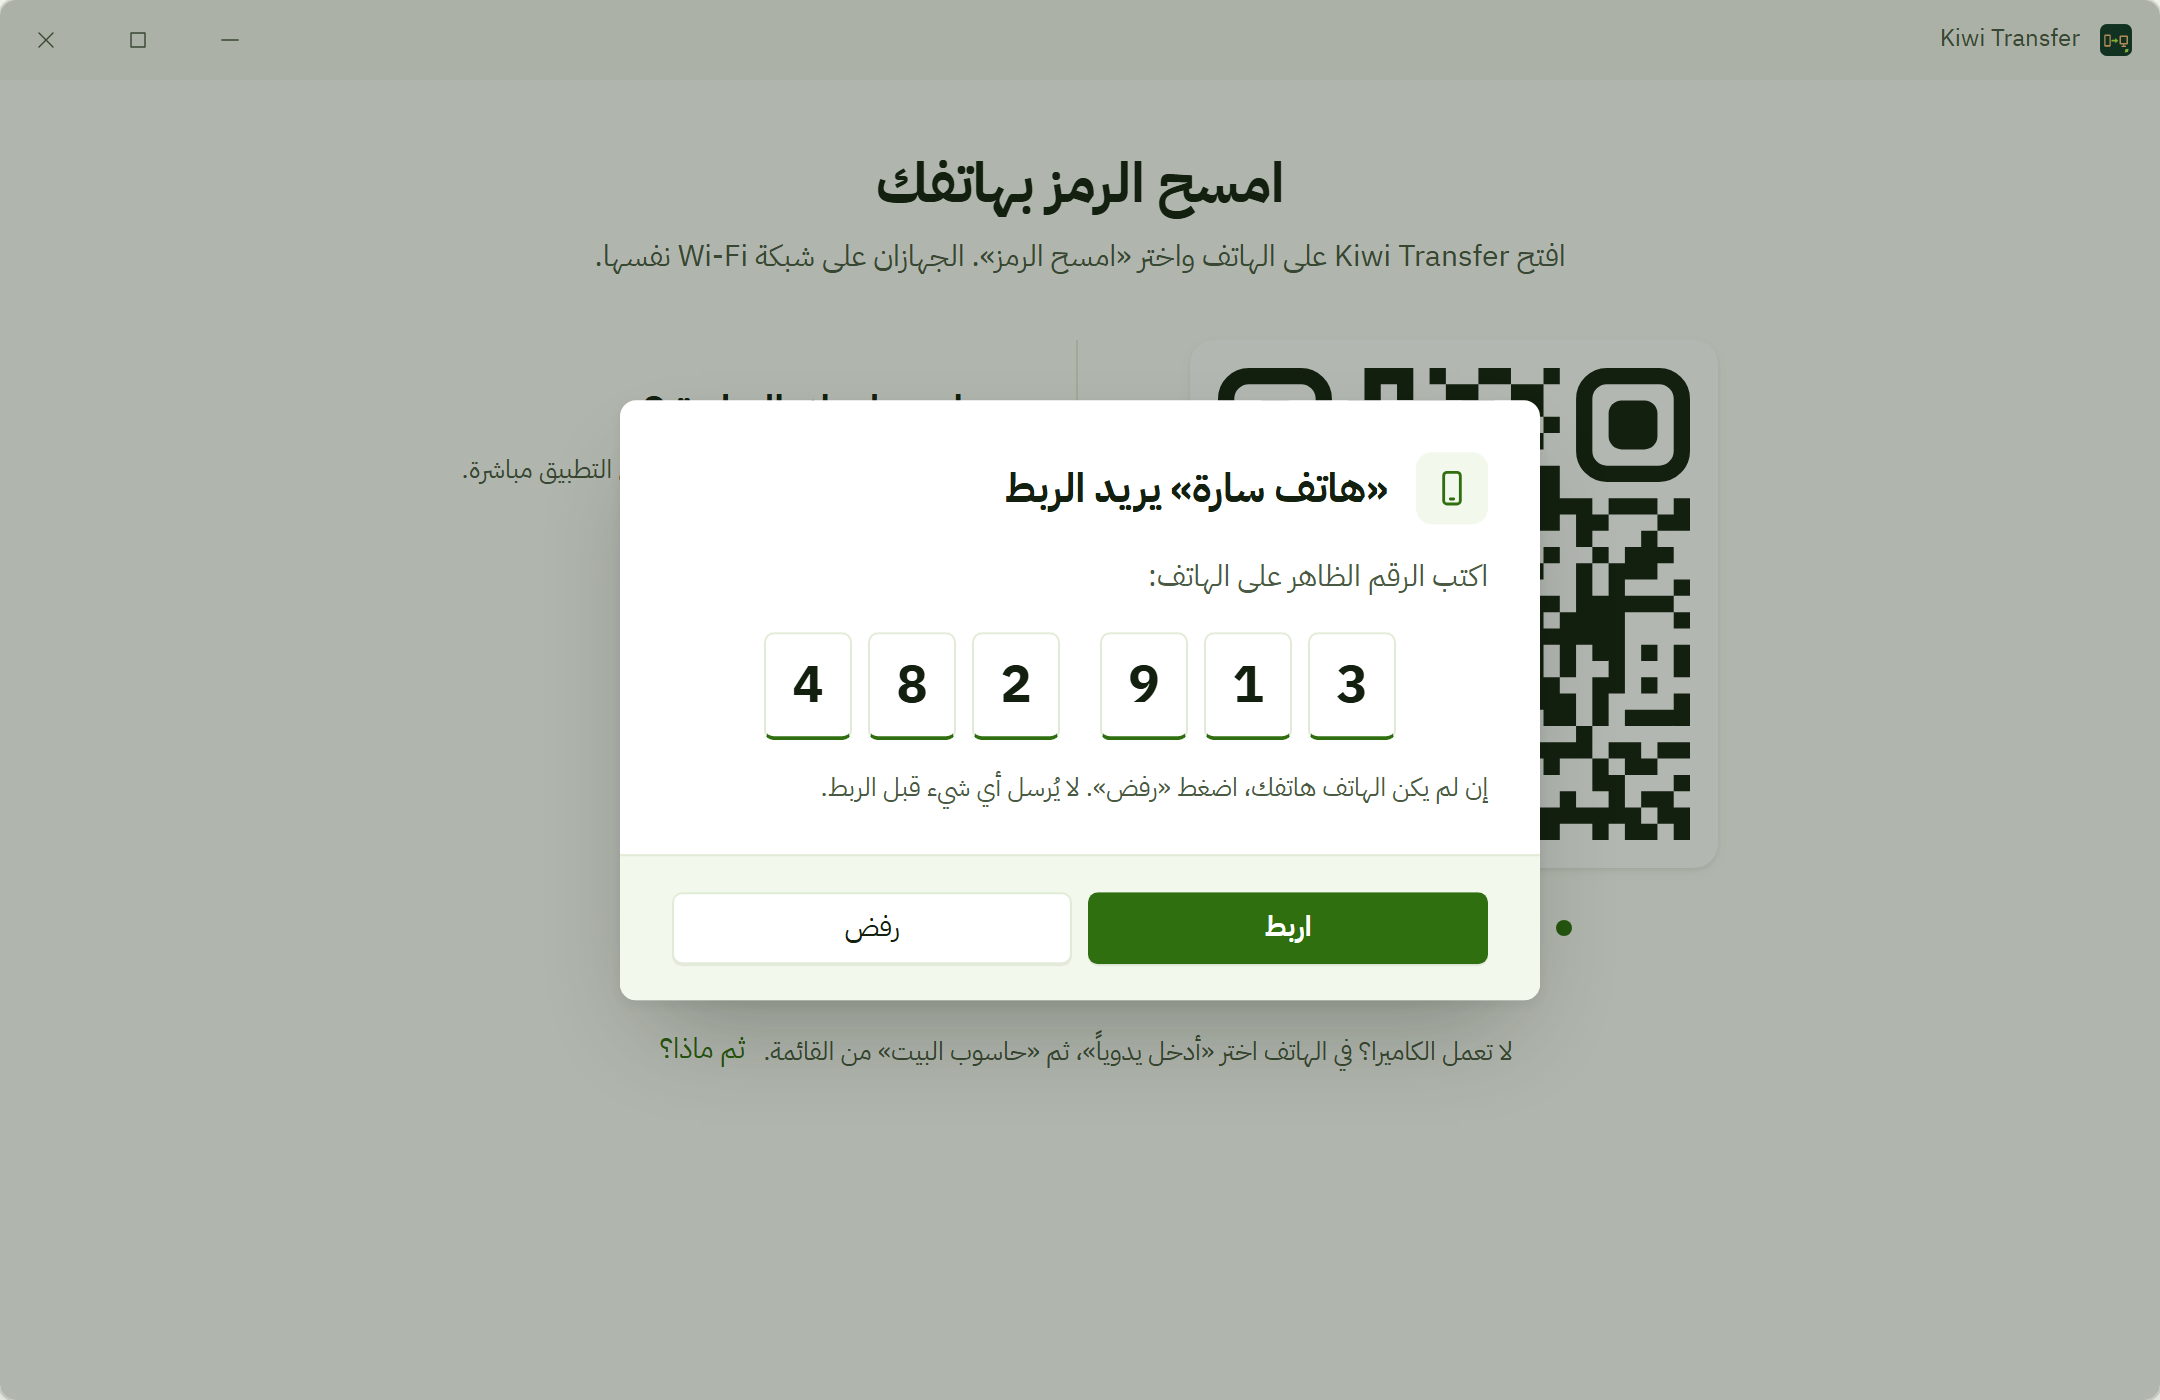 Kiwi Transfer
امسح الرمز بهاتفك
افتح Kiwi Transfer على الهاتف واختر «امسح الرمز». الجهازان على شبكة Wi-Fi نفسها.
التطبيق مباشرة.
«هاتف سارة» يريد الربط
اكتب الرقم الظاهر على الهاتف:
4 8 2 9 1 3
إن لم يكن الهاتف هاتفك، اضغط «رفض». لا يُرسل أي شيء قبل الربط.
اربط
رفض
لا تعمل الكاميرا؟ في الهاتف اختر «أدخل يدوياً»، ثم «حاسوب البيت» من القائمة. ثم ماذا؟